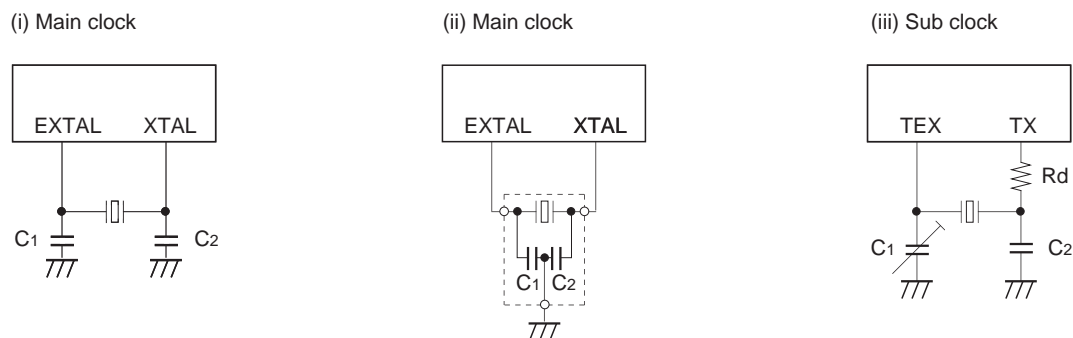 (i) Main clock
EXTAL XTAL
C1
C2
(ii) Main clock
EXTAL XTAL
C1 C2
(iii) Sub clock
TEX TX
Rd
C1
C2